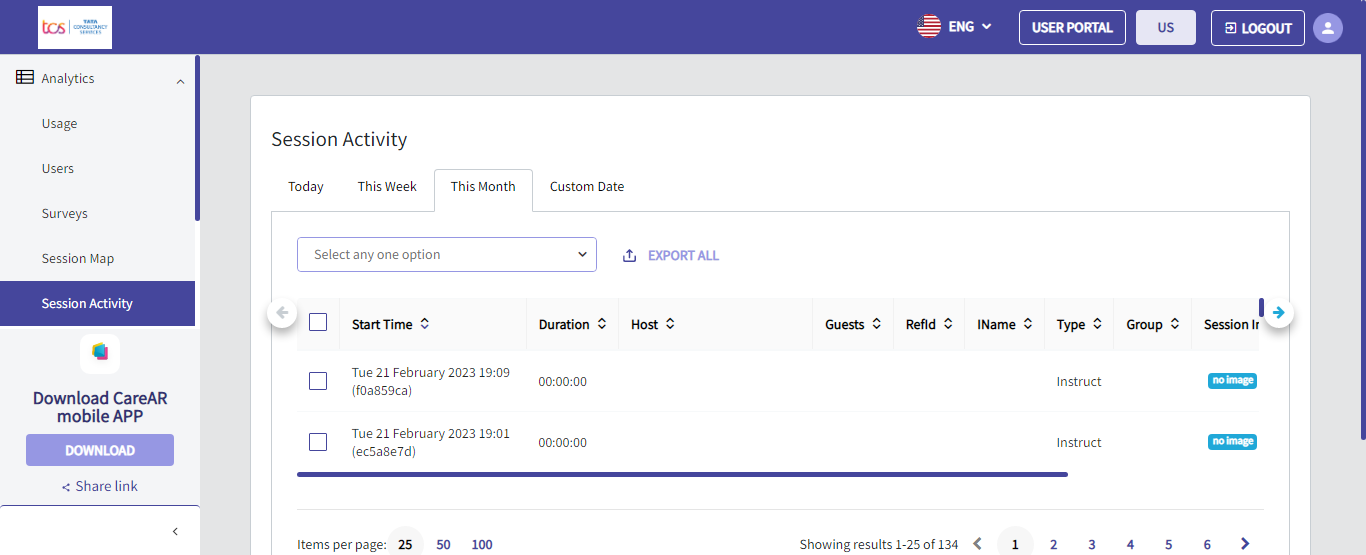 tcs TATA
CONSULTANCY
SERVICES
ENG
USER PORTAL
US
LOGOUT
Analytics
Usage
Users
Surveys
Session Map
Session Activity
Download CareAR
mobile APP
DOWNLOAD
Share link
Session Activity
Today This Week This Month Custom Date
Select any one option
EXPORT ALL
Start Time Duration Host Guests RefId IName Type Group Session In
Tue 21 February 2023 19:09
(f0a859ca)
00:00:00 Instruct no image
Tue 21 February 2023 19:01
(ec5a8e7d)
00:00:00 Instruct no image
Items per page: 25 50 100
Showing results 1-25 of 134 1 2 3 4 5 6